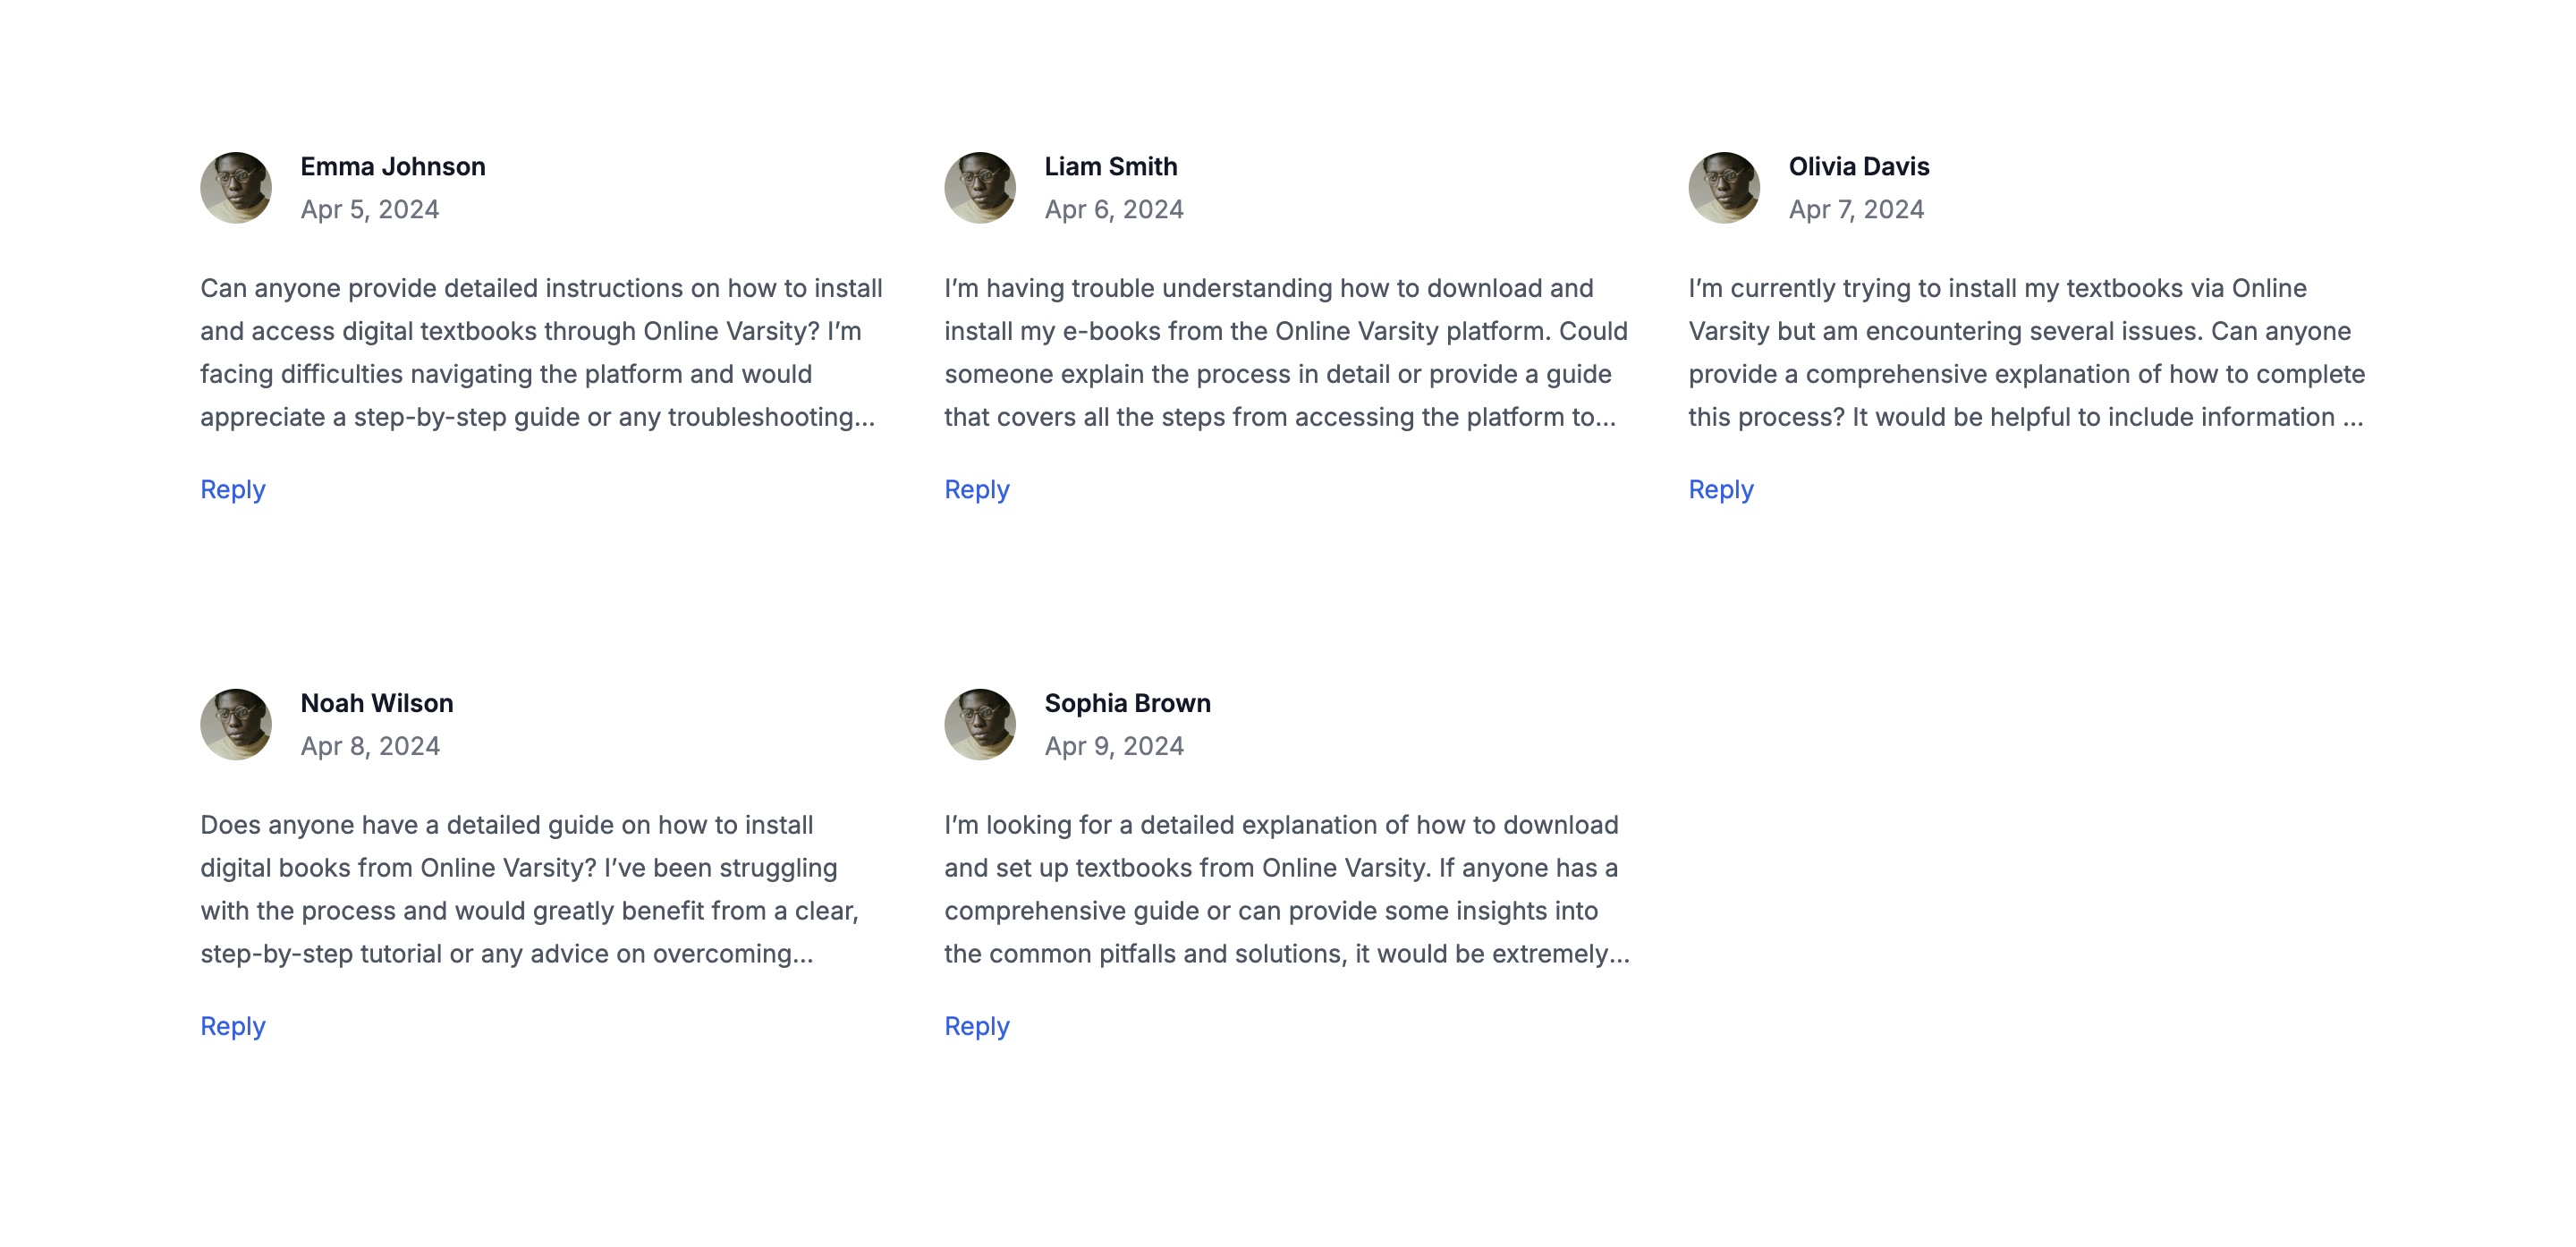 Emma Johnson
Apr 5, 2024
Can anyone provide detailed instructions on how to install
and access digital textbooks through Online Varsity? I’m
facing difficulties navigating the platform and would
appreciate a step-by-step guide or any troubleshooting...
Reply
Liam Smith
Apr 6, 2024
I’m having trouble understanding how to download and
install my e-books from the Online Varsity platform. Could
someone explain the process in detail or provide a guide
that covers all the steps from accessing the platform to...
Reply
Olivia Davis
Apr 7, 2024
I’m currently trying to install my textbooks via Online
Varsity but am encountering several issues. Can anyone
provide a comprehensive explanation of how to complete
this process? It would be helpful to include information ...
Reply
Noah Wilson
Apr 8, 2024
Does anyone have a detailed guide on how to install
digital books from Online Varsity? I’ve been struggling
with the process and would greatly benefit from a clear,
step-by-step tutorial or any advice on overcoming...
Reply
Sophia Brown
Apr 9, 2024
I’m looking for a detailed explanation of how to download
and set up textbooks from Online Varsity. If anyone has a
comprehensive guide or can provide some insights into
the common pitfalls and solutions, it would be extremely...
Reply